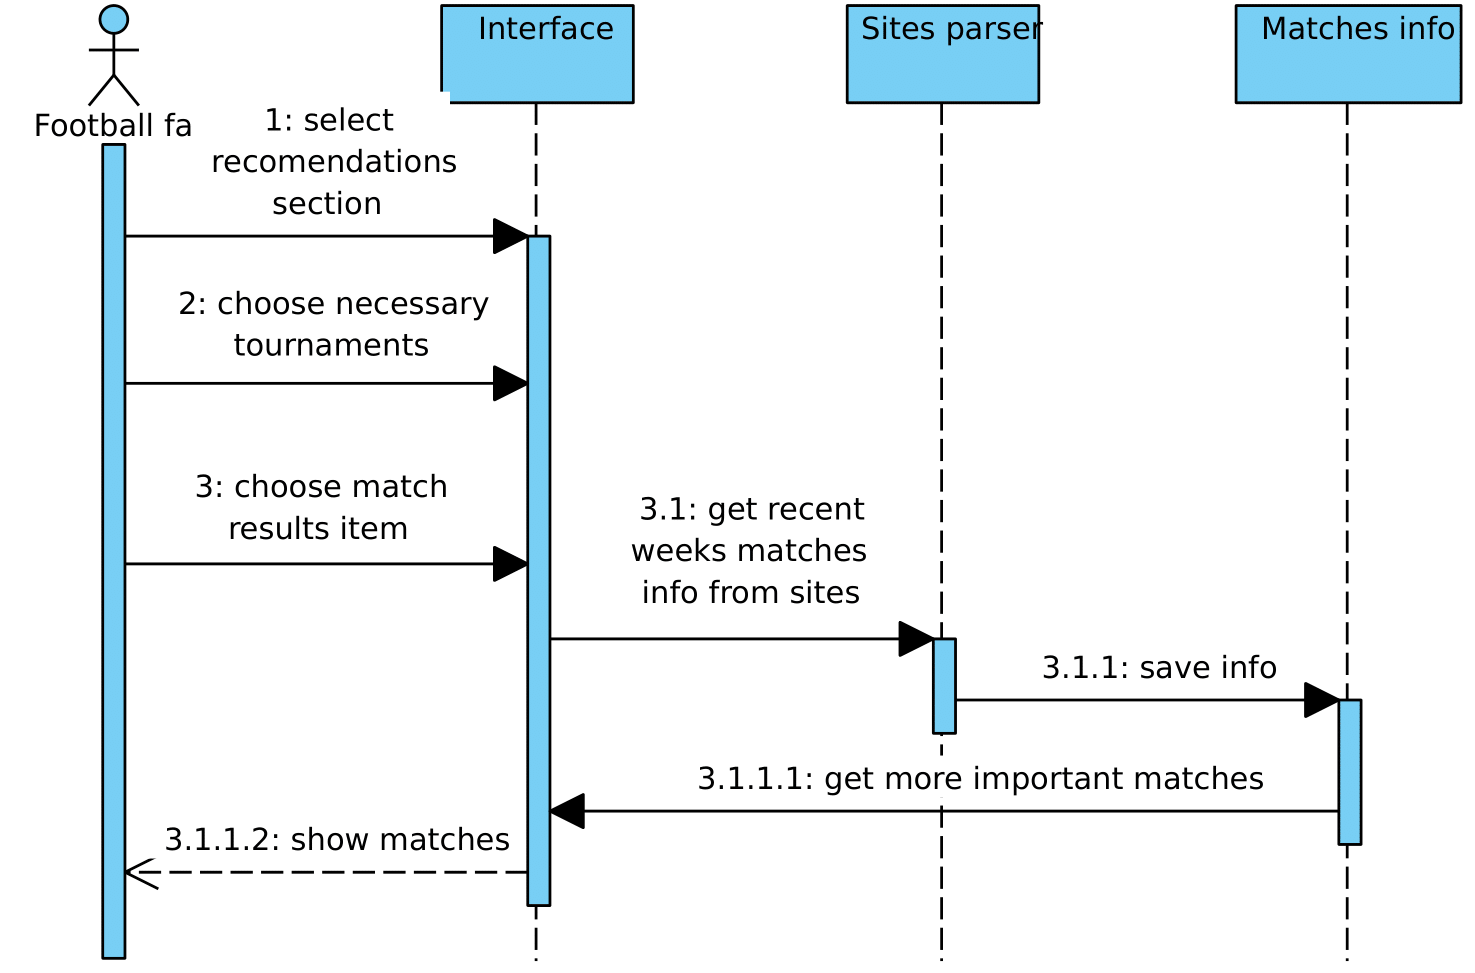 Interface
Sites parser
Matches info
Football fa
1: select
recomendations
section
2: choose necessary
tournaments
3: choose match
results item
3.1: get recent
weeks matches
info from sites
3.1.1: save info
3.1.1.1: get more important matches
3.1.1.2: show matches